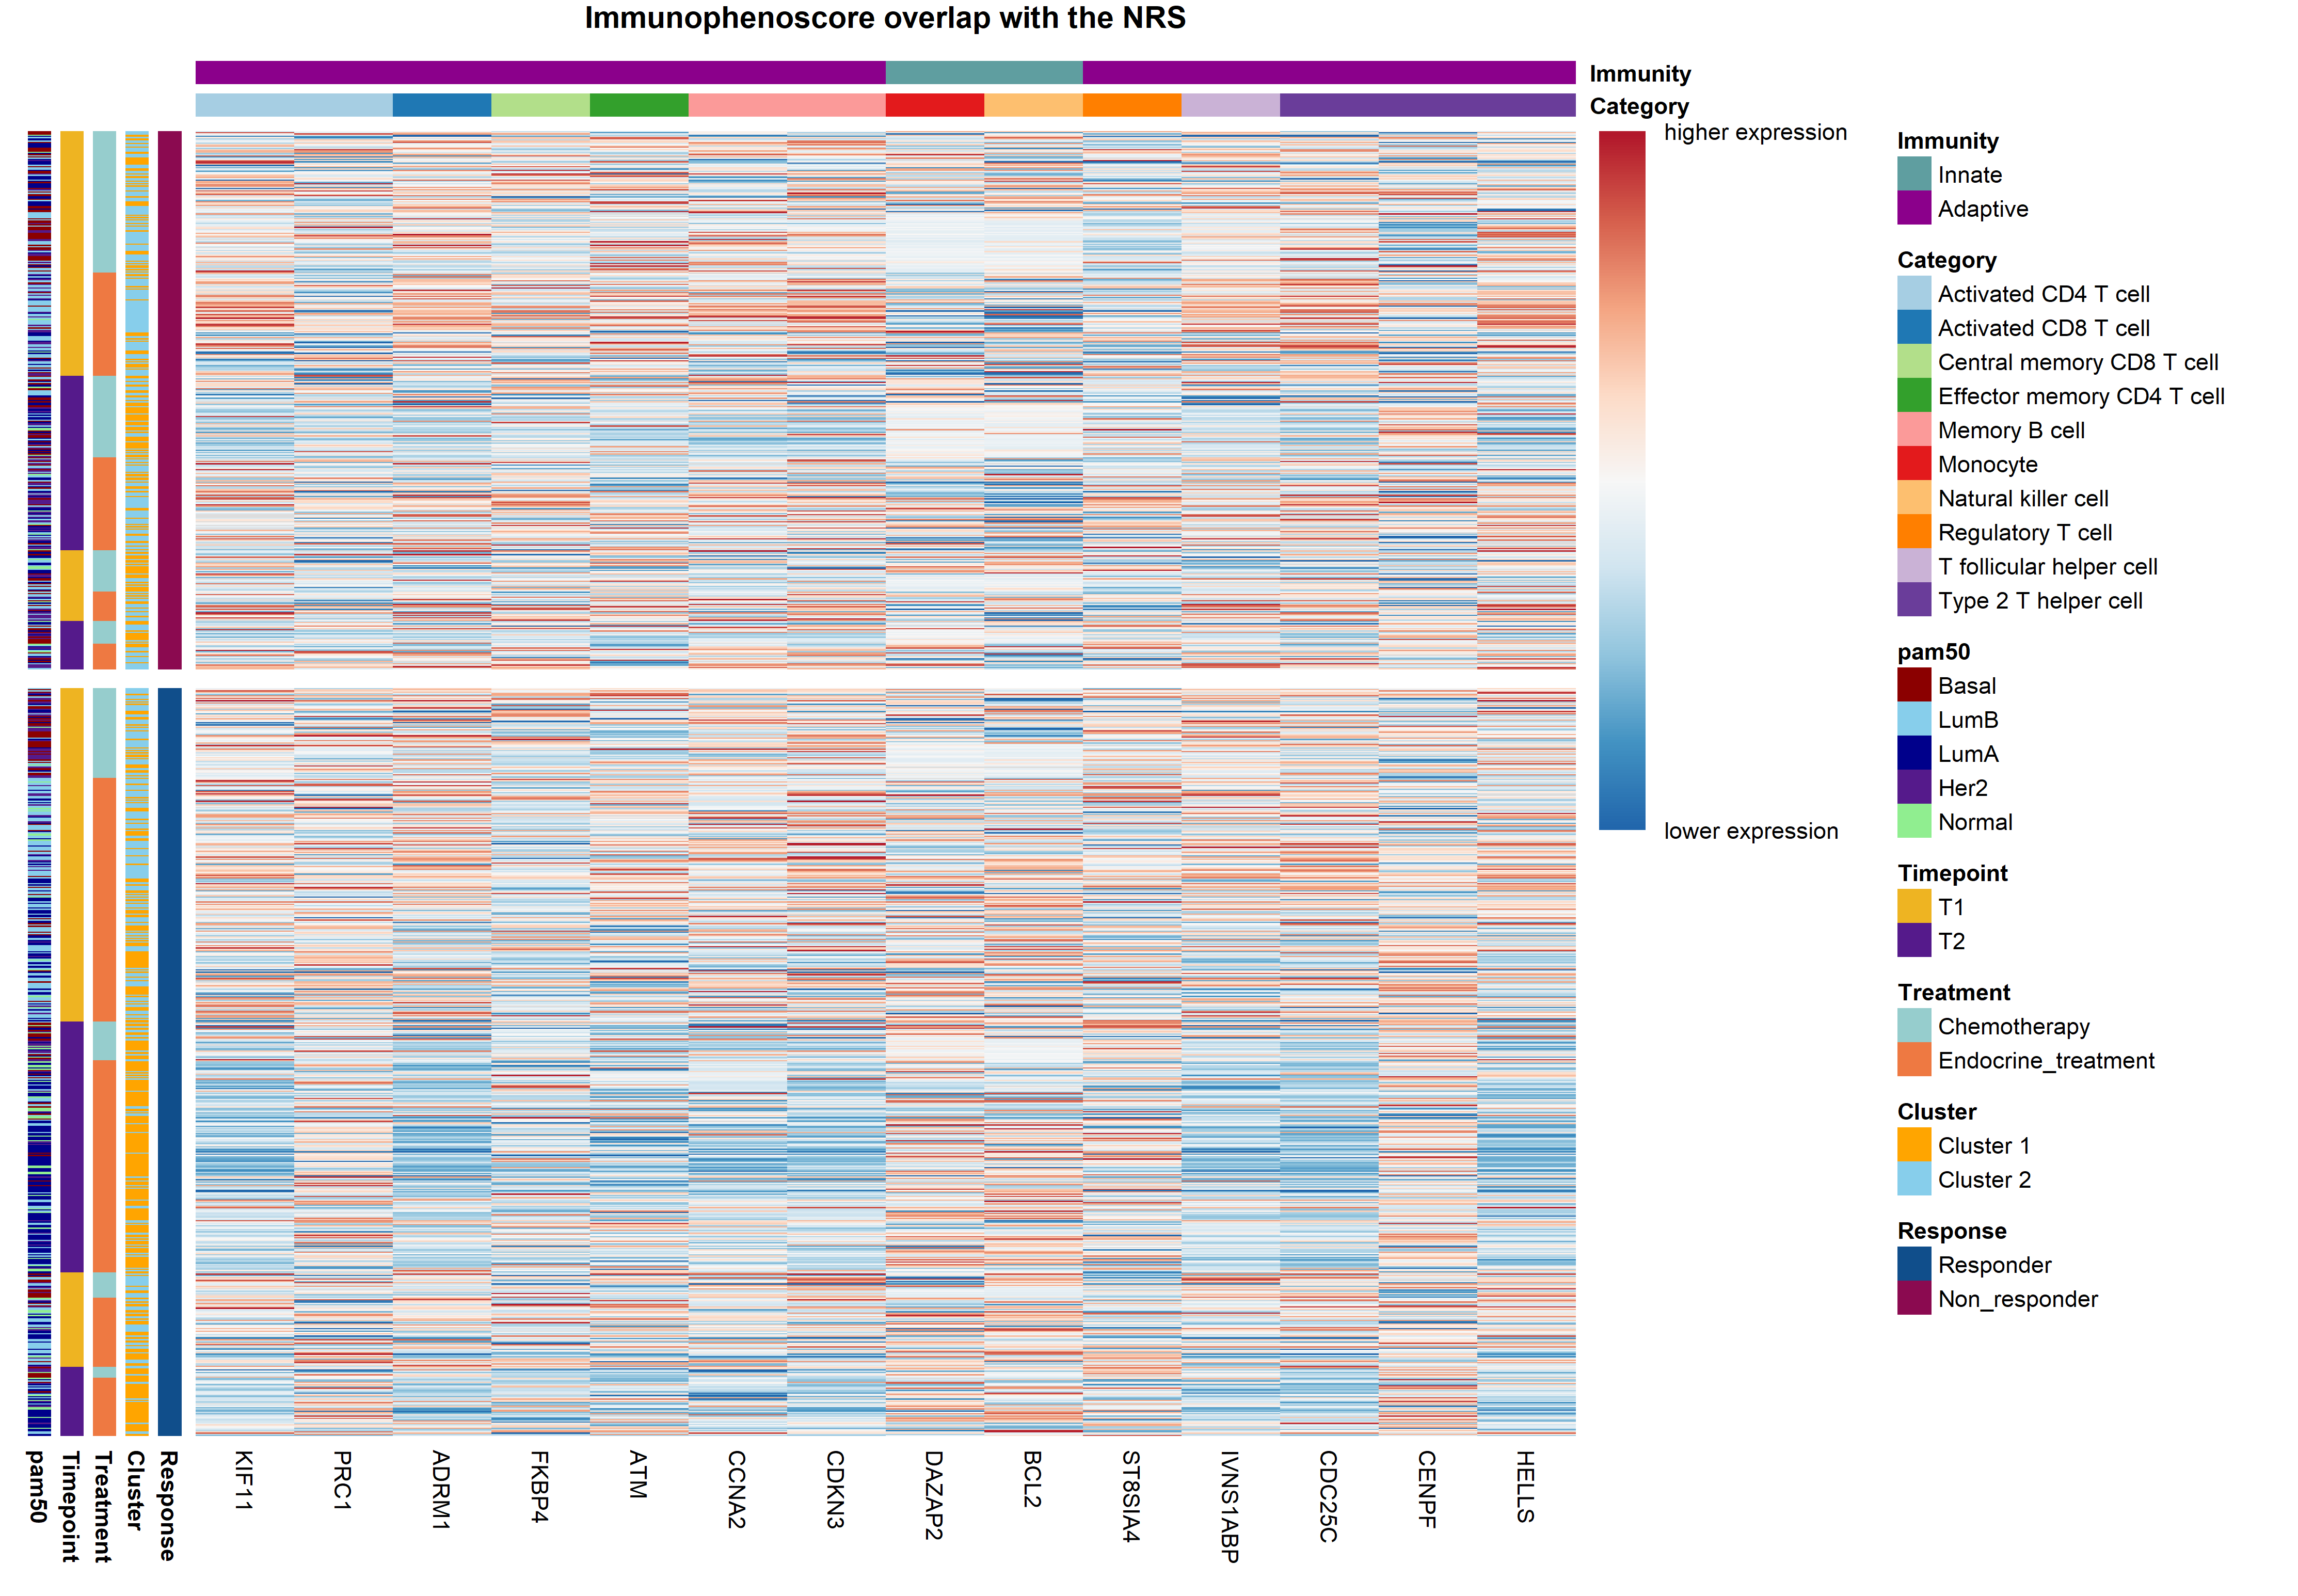 Immunophenoscore overlap with the NRS
Immunity
Category
higher expression
lower expression
Immunity
Innate
Adaptive
Category
Activated CD4 T cell
Activated CD8 T cell
Central memory CD8 T cell
Effector memory CD4 T cell
Memory B cell
Monocyte
Natural killer cell
Regulatory T cell
T follicular helper cell
Type 2 T helper cell
pam50
Basal
LumB
LumA
Her2
Normal
Timepoint
T1
T2
Treatment
Chemotherapy
Endocrine_treatment
Cluster
Cluster 1
Cluster 2
Response
Responder
Non_responder
pam50
Timepoint
Treatment
Cluster
Response
KIF11
PRC1
ADRM1
FKBP4
ATM
CCNA2
CDKN3
DAZAP2
BCL2
ST8SIA4
IVNS1ABP
CDC25C
CENPF
HELLS